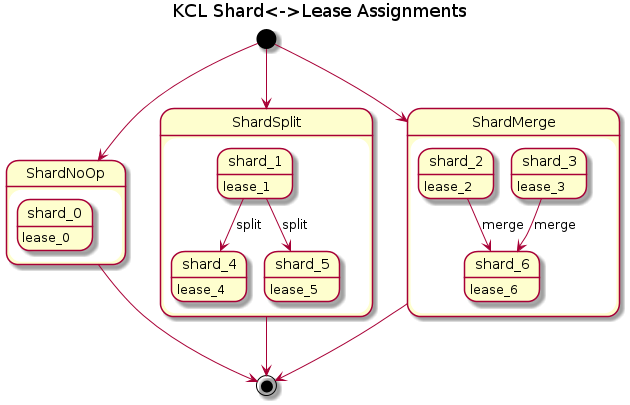 KCL Shard<->Lease Assignments
ShardNoOp
shard_0
lease_0
ShardSplit
shard_1
lease_1
split
split
shard_4
lease_4
shard_5
lease_5
ShardMerge
shard_2
lease_2
shard_3
lease_3
merge
merge
shard_6
lease_6